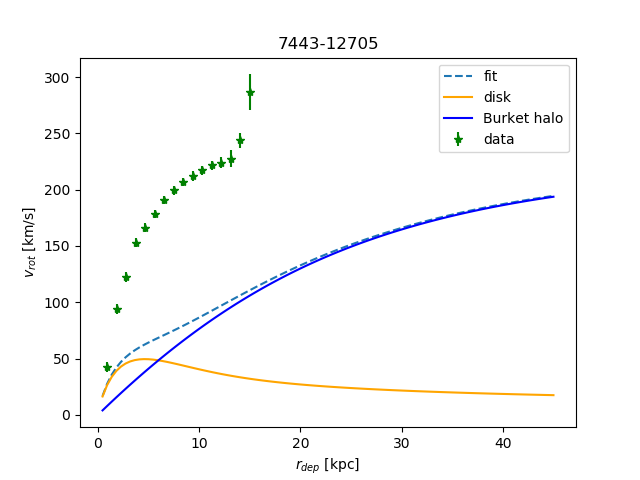 7443-12705
fit
disk
Burket halo
data
300
250
200
150
100
50
0
v_rot [km/s]
0 10 20 30 40
r_dep [kpc]